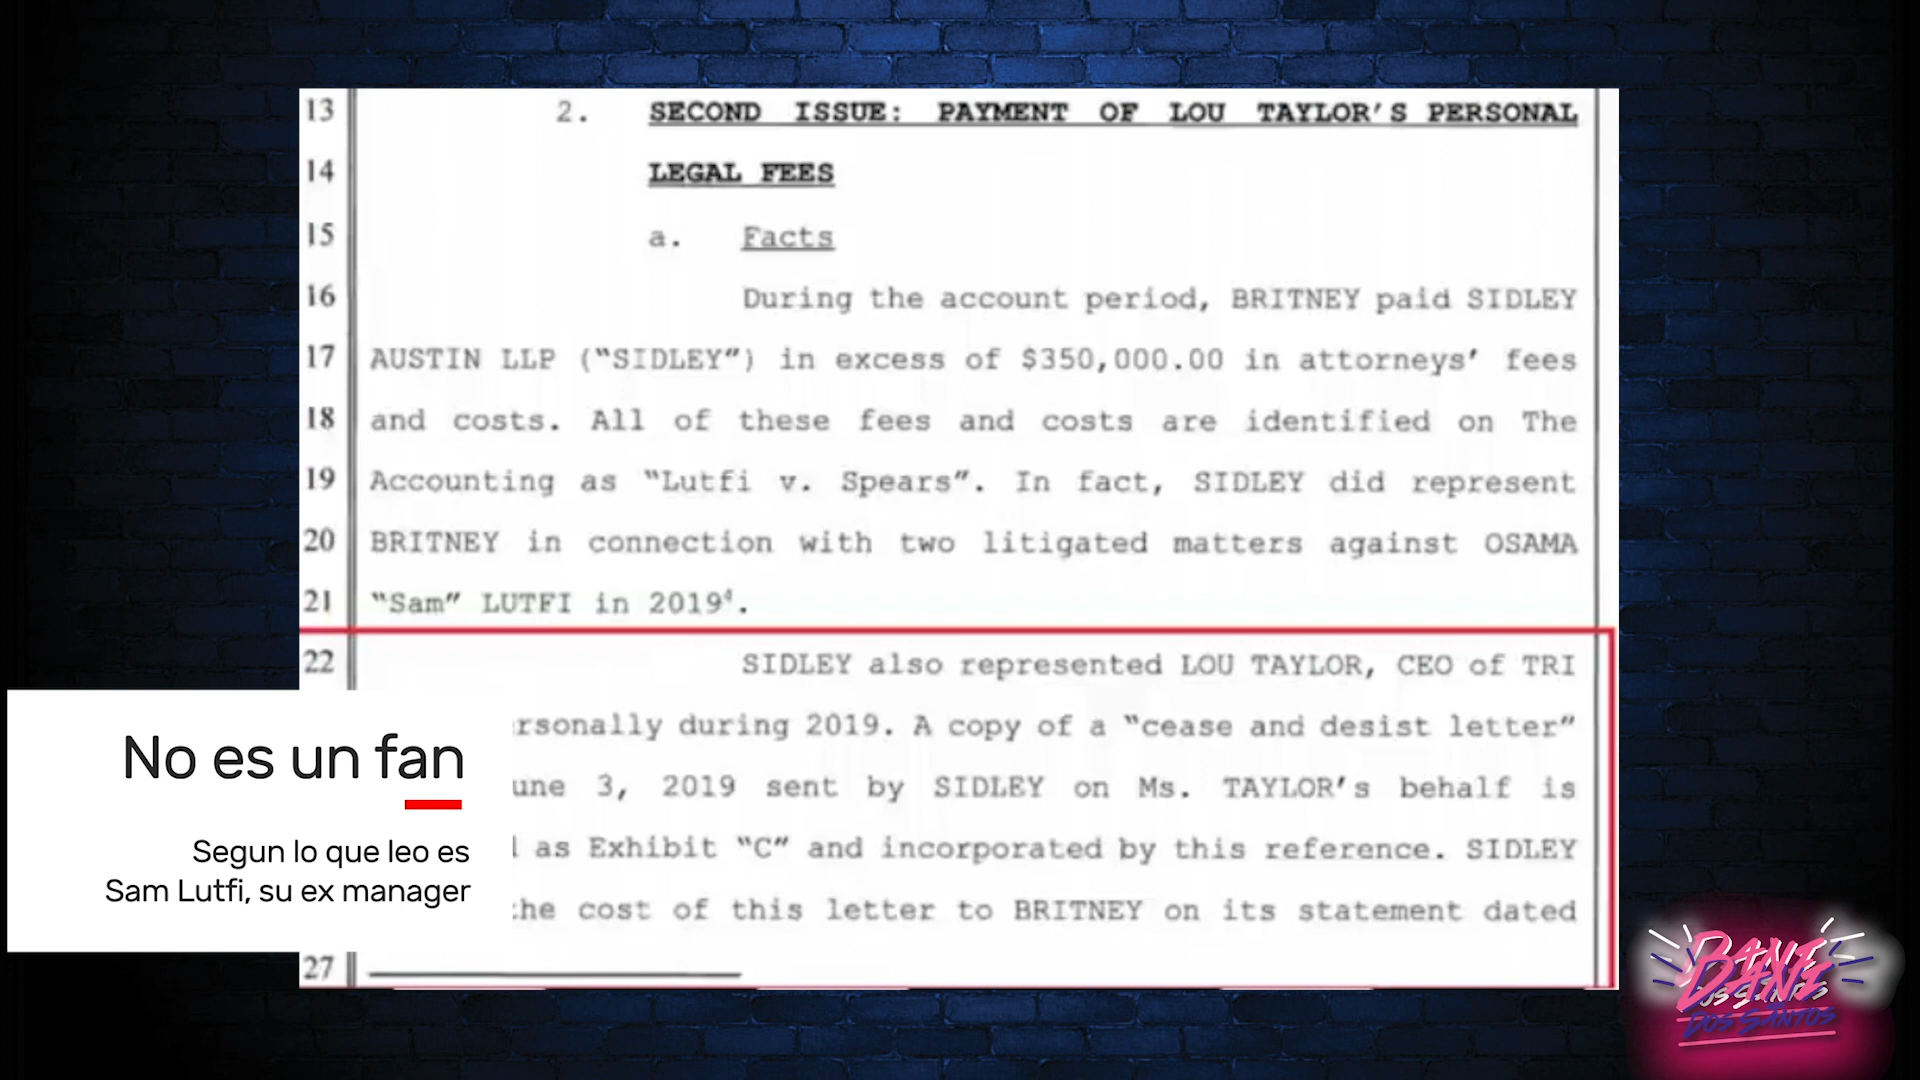 13 2. SECOND ISSUE: PAYMENT OF LOU TAYLOR'S PERSONAL
14 LEGAL FEES
15 a. Facts
16 During the account period, BRITNEY paid SIDLEY
17 AUSTIN LLP ("SIDLEY") in excess of $350,000.00 in attorneys' fees
18 and costs. All of these fees and costs are identified on The
19 Accounting as "Lutfi v. Spears". In fact, SIDLEY did represent
20 BRITNEY in connection with two litigated matters against OSAMA
21 "Sam" LUTFI in 2019⁴.
22 SIDLEY also represented LOU TAYLOR, CEO of TRI
rsonally during 2019. A copy of a "cease and desist letter"
une 3, 2019 sent by SIDLEY on Ms. TAYLOR's behalf is
as Exhibit "C" and incorporated by this reference. SIDLEY
he cost of this letter to BRITNEY on its statement dated
27
No es un fan
Segun lo que leo es
Sam Lutfi, su ex manager
DANI
DOS SANTOS